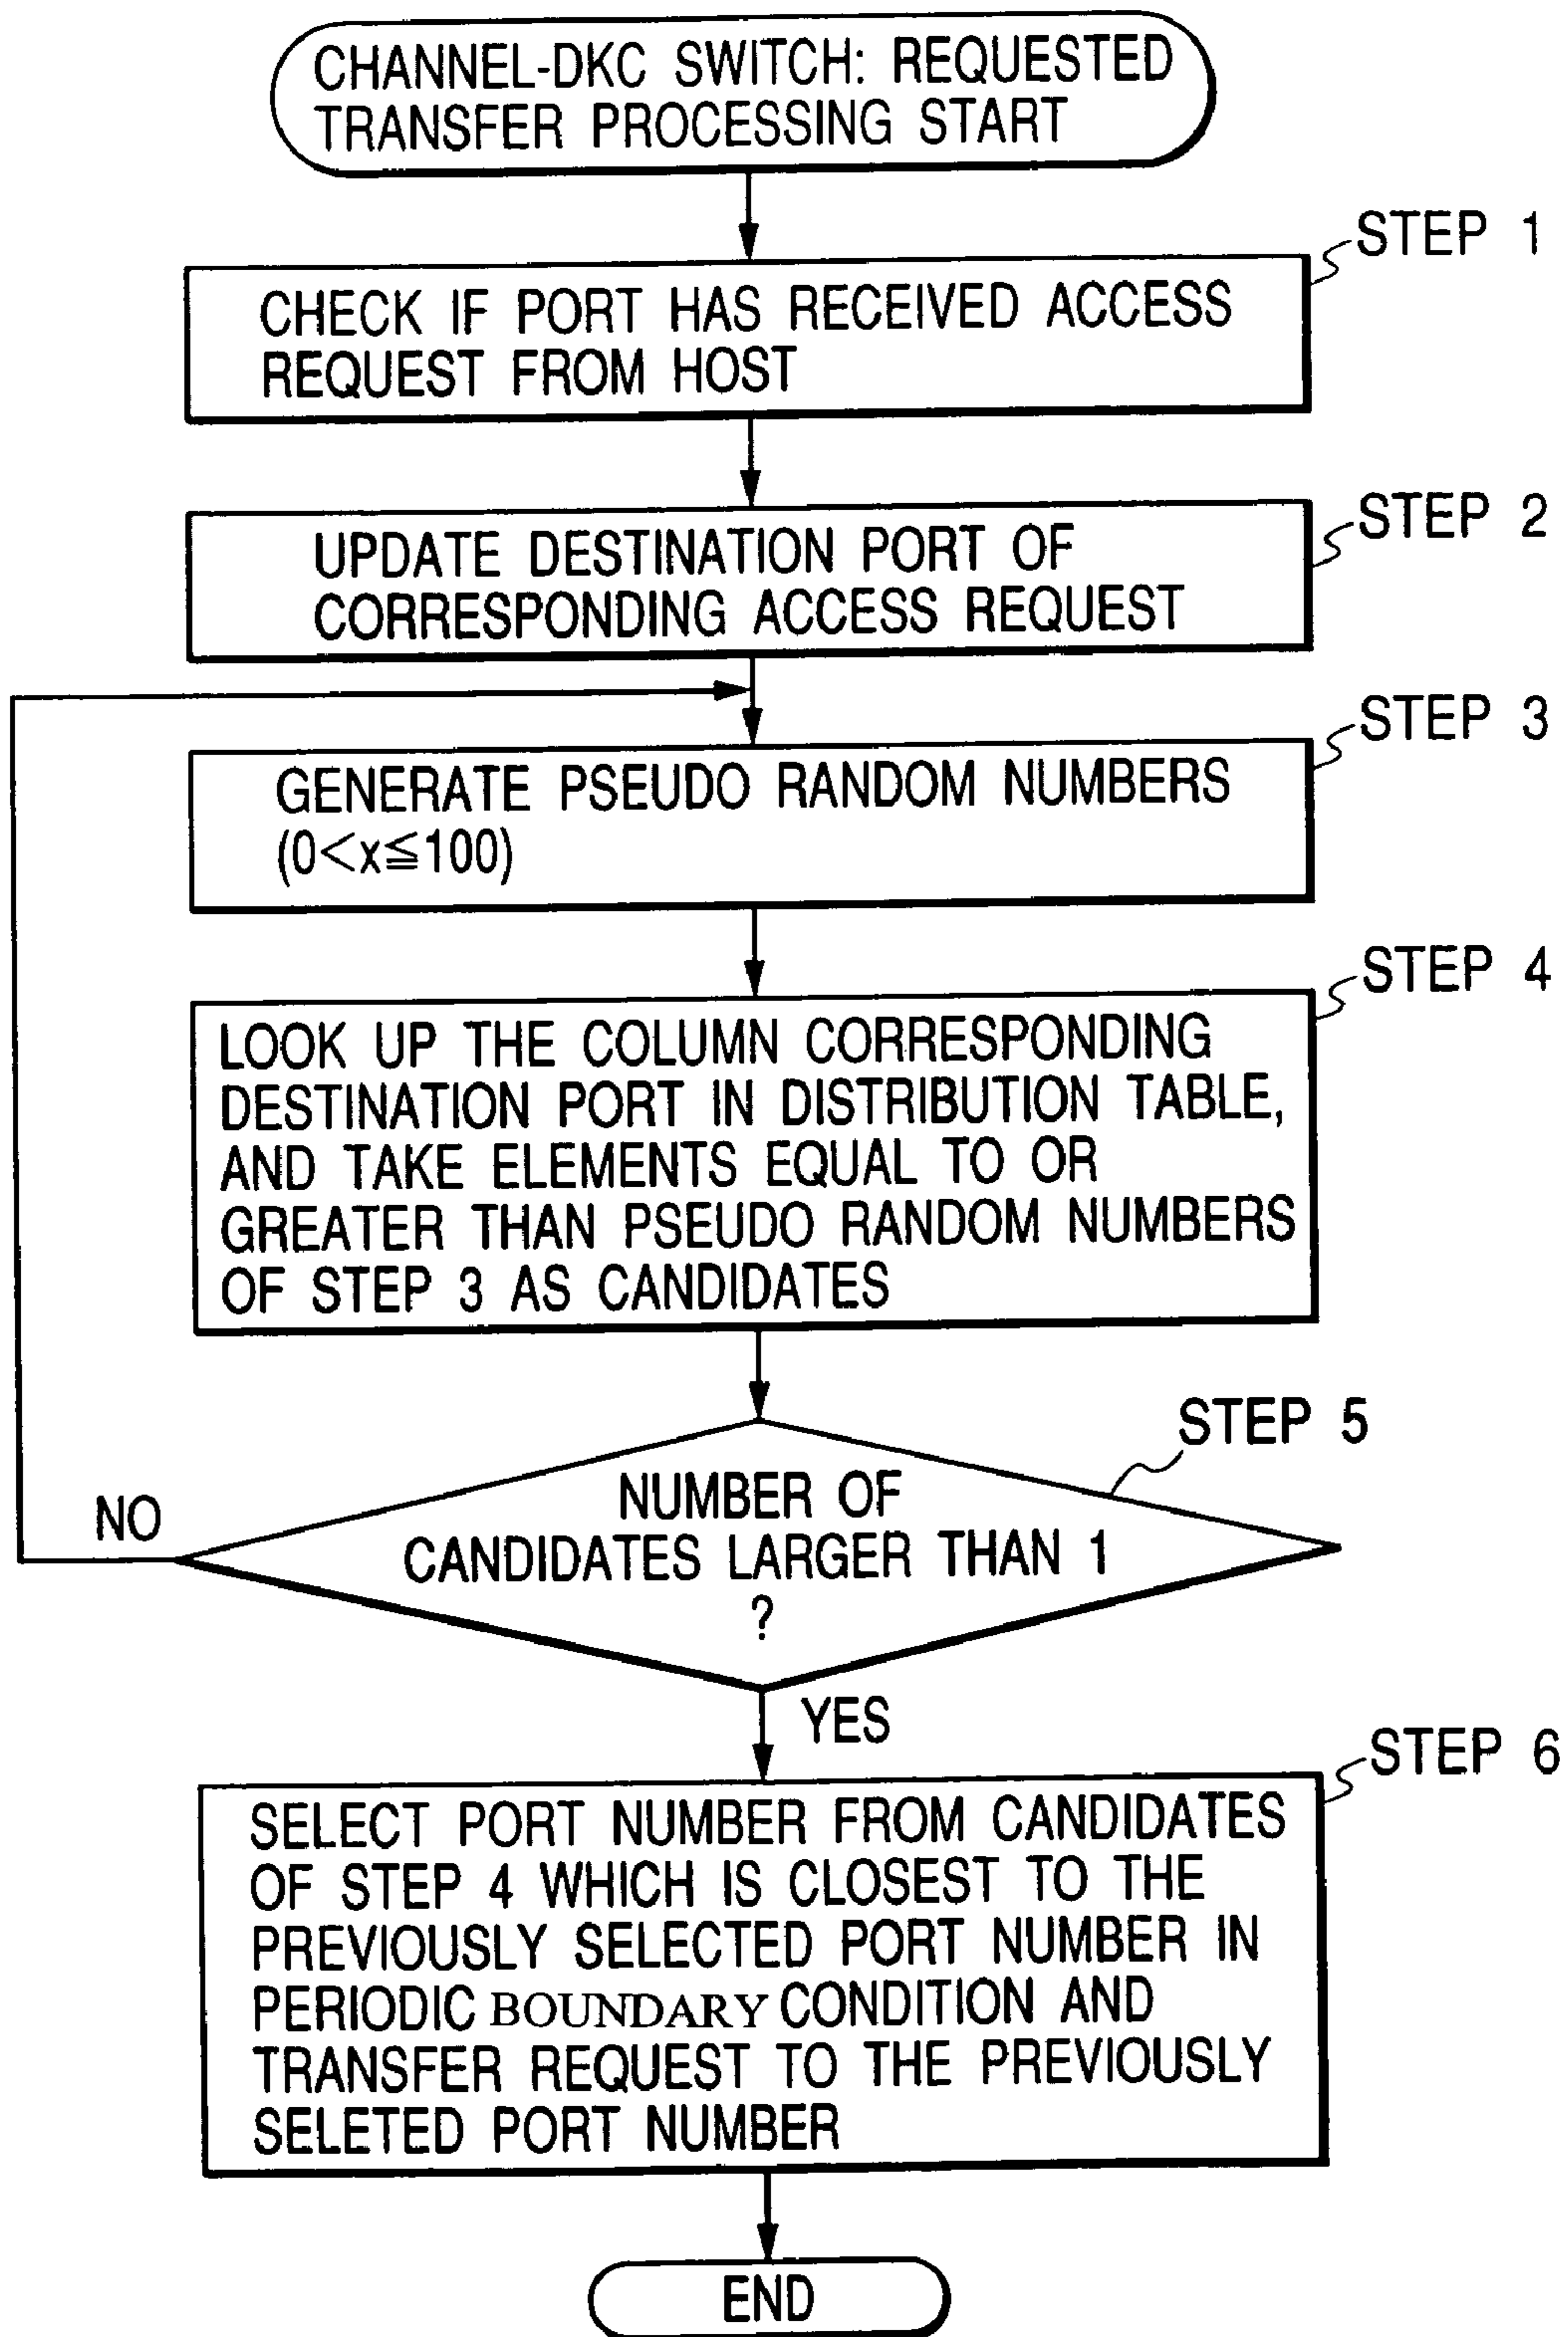 CHANNEL-DKC SWITCH: REQUESTED
TRANSFER PROCESSING START
STEP 1
CHECK IF PORT HAS RECEIVED ACCESS
REQUEST FROM HOST
STEP 2
UPDATE DESTINATION PORT OF
CORRESPONDING ACCESS REQUEST
STEP 3
GENERATE PSEUDO RANDOM NUMBERS
(0<x≦100)
STEP 4
LOOK UP THE COLUMN CORRESPONDING
DESTINATION PORT IN DISTRIBUTION TABLE,
AND TAKE ELEMENTS EQUAL TO OR
GREATER THAN PSEUDO RANDOM NUMBERS
OF STEP 3 AS CANDIDATES
STEP 5
NUMBER OF
CANDIDATES LARGER THAN 1
?
NO
YES
STEP 6
SELECT PORT NUMBER FROM CANDIDATES
OF STEP 4 WHICH IS CLOSEST TO THE
PREVIOUSLY SELECTED PORT NUMBER IN
PERIODIC BOUNDARY CONDITION AND
TRANSFER REQUEST TO THE PREVIOUSLY
SELETED PORT NUMBER
END